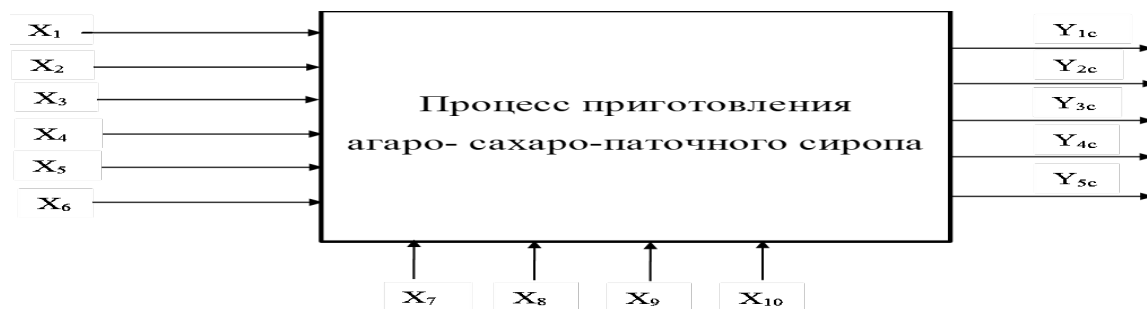 X₁
X₂
X₃
X₄
X₅
X₆
Процесс приготовления
агаро- сахаро-паточного сиропа
Y₁c
Y₂c
Y₃c
Y₄c
Y₅c
X₇ X₈ X₉ X₁₀